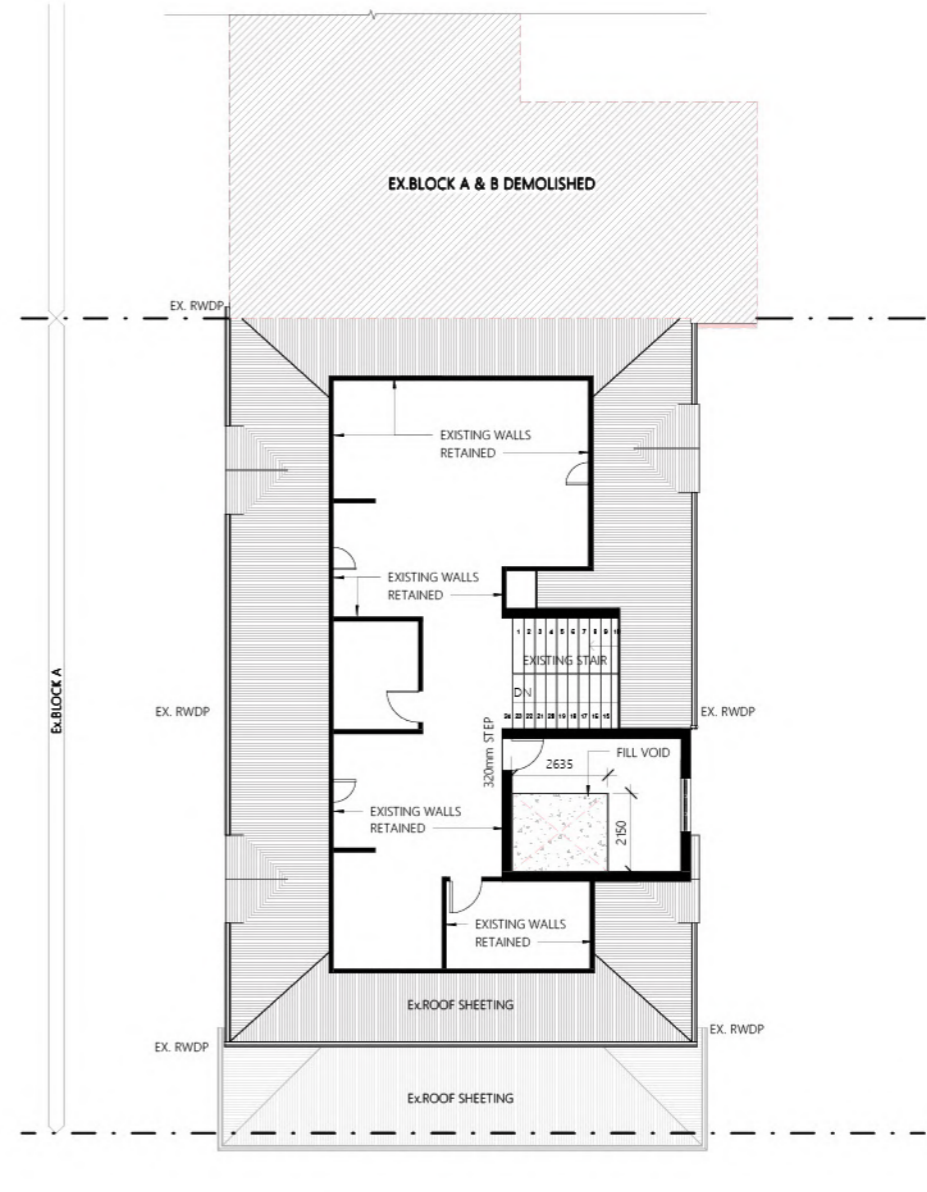 EX.BLOCK A & B DEMOLISHED
EX. RWDP
EXISTING WALLS
RETAINED
EXISTING WALLS
RETAINED
1 2 3 4 5 6 7 8 9
EXISTING STAIR
DN
24 23 22 21 20 19 18 17 16 15
Ex.BLOCK A
EX. RWDP
EX. RWDP
320mm STEP
FILL VOID
2635
2150
EXISTING WALLS
RETAINED
EXISTING WALLS
RETAINED
Ex.ROOF SHEETING
EX. RWDP
EX. RWDP
Ex.ROOF SHEETING